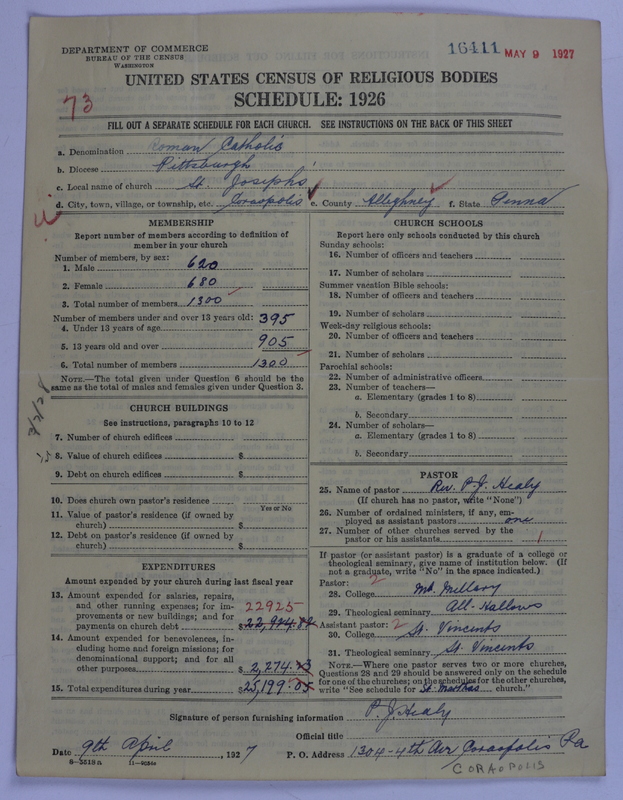 DEPARTMENT OF COMMERCE
BUREAU OF THE CENSUS
WASHINGTON
16411 MAY 9 1927
UNITED STATES CENSUS OF RELIGIOUS BODIES
SCHEDULE: 1926
73
FILL OUT A SEPARATE SCHEDULE FOR EACH CHURCH. SEE INSTRUCTIONS ON THE BACK OF THIS SHEET
a. Denomination Roman Catholic
b. Diocese Pittsburgh
c. Local name of church St. Josephs'
d. City, town, village, or township, etc. Coraopolis e. County Alleghney f. State Penna
MEMBERSHIP
Report number of members according to definition of
member in your church
Number of members, by sex:
1. Male 620
2. Female 680
3. Total number of members 1300
Number of members under and over 13 years old:
4. Under 13 years of age 395
5. 13 years old and over 905
6. Total number of members 1300
NOTE.—The total given under Question 6 should be the
same as the total of males and females given under Question 3.
CHURCH BUILDINGS
See instructions, paragraphs 10 to 12
7. Number of church edifices
8. Value of church edifices $
9. Debt on church edifices $
10. Does church own pastor's residence
Yes or No
11. Value of pastor's residence (if owned by
church) $
12. Debt on pastor's residence (if owned by
church) $
EXPENDITURES
Amount expended by your church during last fiscal year
13. Amount expended for salaries, repairs,
and other running expenses; for im-
provements or new buildings; and for
payments on church debt 22925 $22,924.
14. Amount expended for benevolences, in-
cluding home and foreign missions; for
denominational support; and for all
other purposes $2,274.
15. Total expenditures during year $25,199.05
CHURCH SCHOOLS
Report here only schools conducted by this church
Sunday schools:
16. Number of officers and teachers
17. Number of scholars
Summer vacation Bible schools:
18. Number of officers and teachers
19. Number of scholars
Week-day religious schools:
20. Number of officers and teachers
21. Number of scholars
Parochial schools:
22. Number of administrative officers
23. Number of teachers—
a. Elementary (grades 1 to 8)
b. Secondary
24. Number of scholars—
a. Elementary (grades 1 to 8)
b. Secondary
PASTOR
25. Name of pastor Rev. P. J. Healy
(If church has no pastor, write "None")
26. Number of ordained ministers, if any, em-
ployed as assistant pastors one
27. Number of other churches served by the
pastor or his assistants 1
If pastor (or assistant pastor) is a graduate of a college or
theological seminary, give name of institution below. (If
not a graduate, write "No" in the space indicated.)
Pastor: 2
28. College Mt. Mellary
29. Theological seminary All. Hallows
Assistant pastor: 2
30. College St. Vincents
31. Theological seminary St. Vincents
NOTE.—Where one pastor serves two or more churches,
Questions 28 and 29 should be answered only on the schedule
for one of the churches; on the schedules for the other churches,
write "See schedule for St. Marthas church."
Signature of person furnishing information P. J. Healy
Official title
Date 9th April, 1927 P. O. Address 1304-4th Avr Coraopolis Pa
8-5518 a 11-9050a
CORAOPOLIS